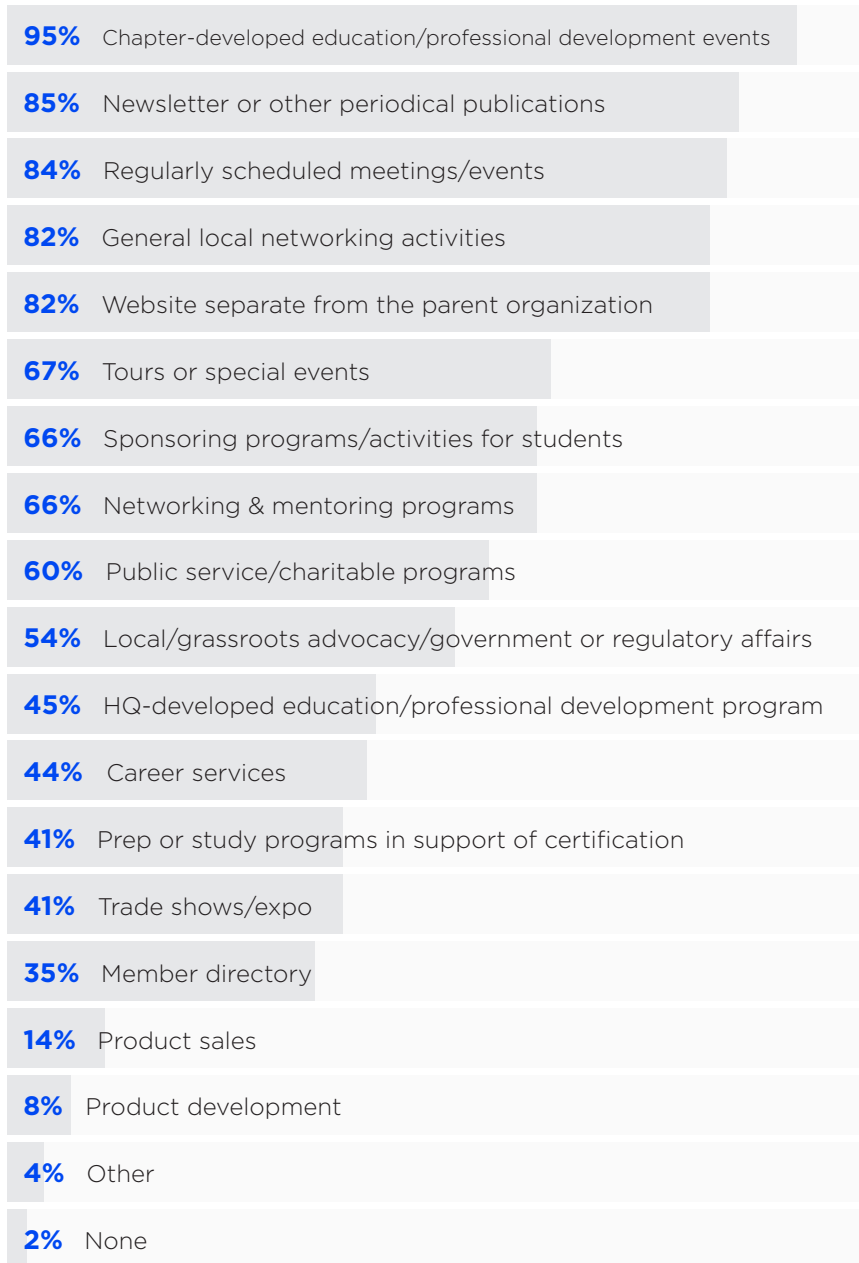 95% Chapter-developed education/professional development events
85% Newsletter or other periodical publications
84% Regularly scheduled meetings/events
82% General local networking activities
82% Website separate from the parent organization
67% Tours or special events
66% Sponsoring programs/activities for students
66% Networking & mentoring programs
60% Public service/charitable programs
54% Local/grassroots advocacy/government or regulatory affairs
45% HQ-developed education/professional development program
44% Career services
41% Prep or study programs in support of certification
41% Trade shows/expo
35% Member directory
14% Product sales
8% Product development
4% Other
2% None